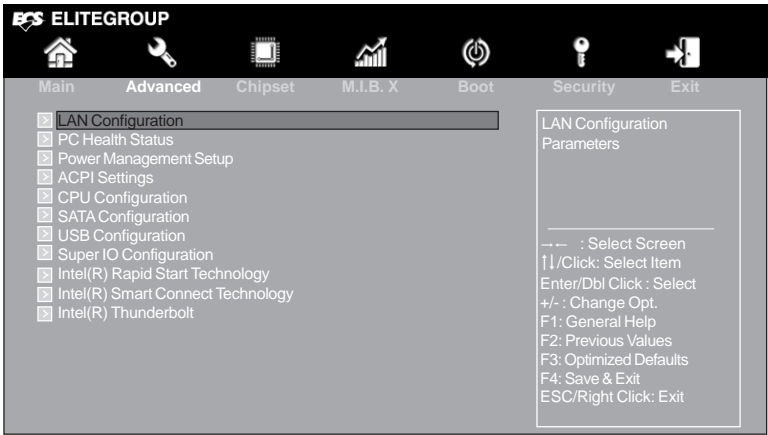 ECS ELITEGROUP
Main Advanced Chipset M.I.B. X Boot Security Exit
LAN Configuration
PC Health Status
Power Management Setup
ACPI Settings
CPU Configuration
SATA Configuration
USB Configuration
Super IO Configuration
Intel(R) Rapid Start Technology
Intel(R) Smart Connect Technology
Intel(R) Thunderbolt
LAN Configuration
Parameters
→← : Select Screen
↑↓/Click: Select Item
Enter/Dbl Click : Select
+/- : Change Opt.
F1: General Help
F2: Previous Values
F3: Optimized Defaults
F4: Save & Exit
ESC/Right Click: Exit